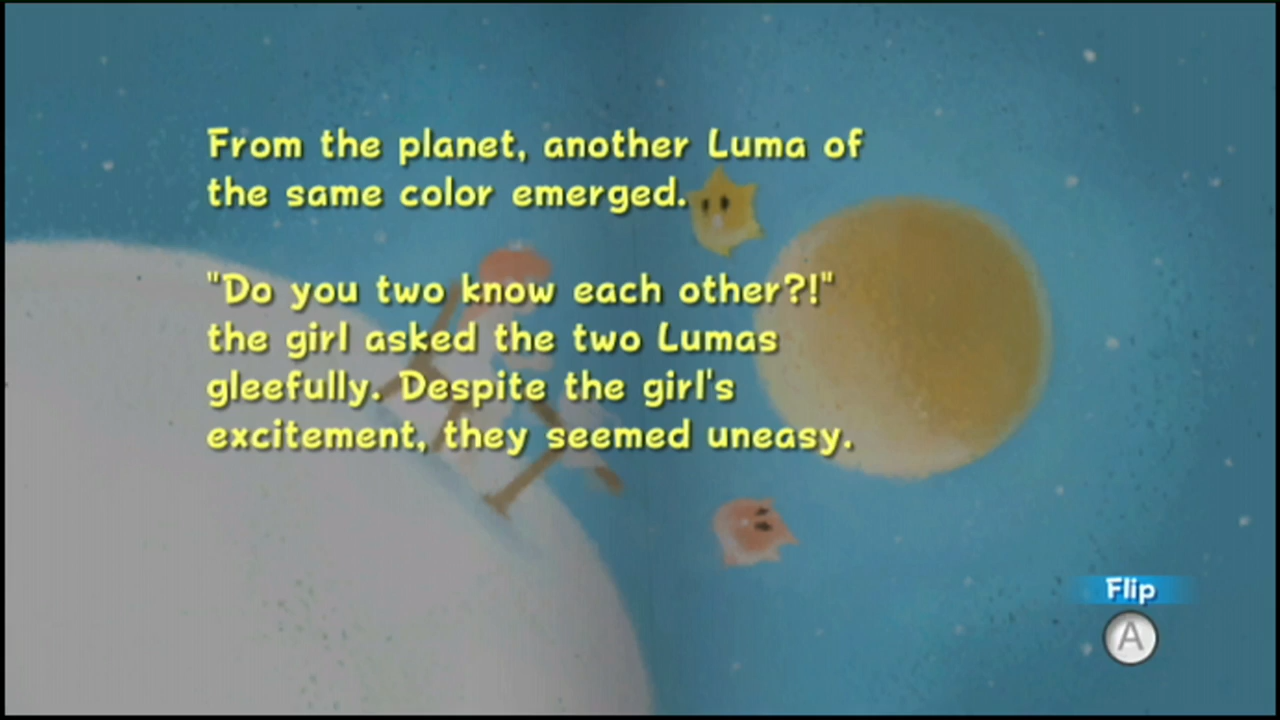 From the planet, another Luma of
the same color emerged.
"Do you two know each other?!"
the girl asked the two Lumas
gleefully. Despite the girl's
excitement, they seemed uneasy.
Flip
A